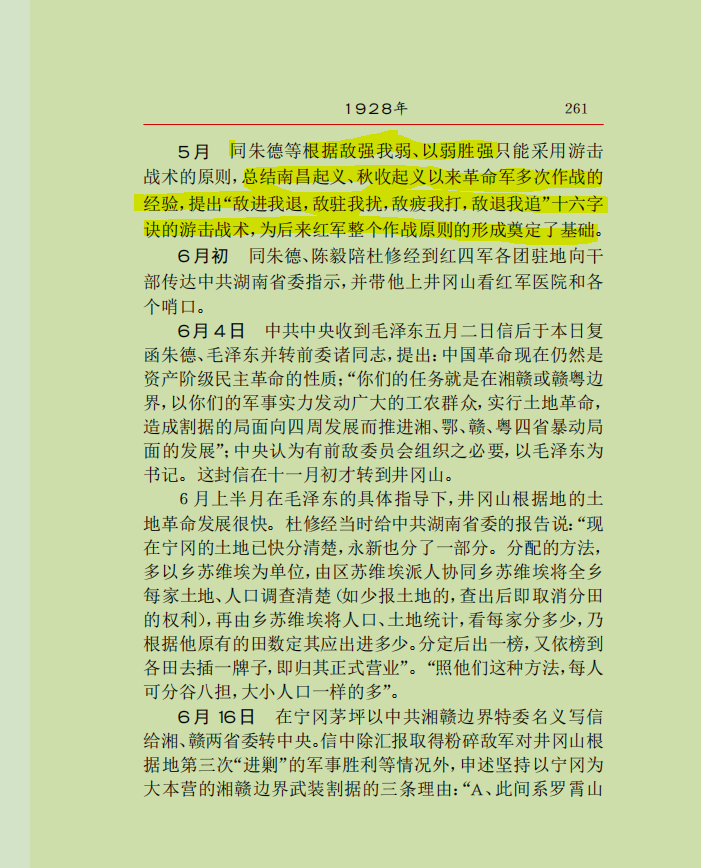 1928年 261
5月 同朱德等根据敌强我弱、以弱胜强只能采用游击
战术的原则,总结南昌起义、秋收起义以来革命军多次作战的
经验,提出“敌进我退,敌驻我扰,敌疲我打,敌退我追”十六字
诀的游击战术,为后来红军整个作战原则的形成奠定了基础。
6月初 同朱德、陈毅陪杜修经到红四军各团驻地向干
部传达中共湖南省委指示,并带他上井冈山看红军医院和各
个哨口。
6月4日 中共中央收到毛泽东五月二日信后于本日复
函朱德、毛泽东并转前委诸同志,提出:中国革命现在仍然是
资产阶级民主革命的性质;“你们的任务就是在湘赣或赣粤边
界,以你们的军事实力发动广大的工农群众,实行土地革命,
造成割据的局面向四周发展而推进湘、鄂、赣、粤四省暴动局
面的发展”;中央认为有前敌委员会组织之必要,以毛泽东为
书记。这封信在十一月初才转到井冈山。
6月上半月在毛泽东的具体指导下,井冈山根据地的土
地革命发展很快。杜修经当时给中共湖南省委的报告说:“现
在宁冈的土地已快分清楚,永新也分了一部分。分配的方法,
多以乡苏维埃为单位,由区苏维埃派人协同乡苏维埃将全乡
每家土地、人口调查清楚(如少报土地的,查出后即取消分田
的权利),再由乡苏维埃将人口、土地统计,看每家分多少,乃
根据他原有的田数定其应出进多少。分定后出一榜,又依榜到
各田去插一牌子,即归其正式营业”。“照他们这种方法,每人
可分谷八担,大小人口一样的多”。
6月16日 在宁冈茅坪以中共湘赣边界特委名义写信
给湘、赣两省委转中央。信中除汇报取得粉碎敌军对井冈山根
据地第三次“进剿”的军事胜利等情况外,申述坚持以宁冈为
大本营的湘赣边界武装割据的三条理由:“A、此间系罗霄山